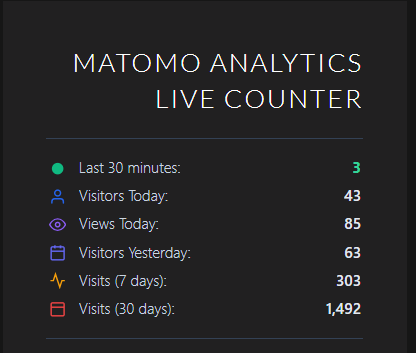 MATOMO ANALYTICS
LIVE COUNTER
Last 30 minutes: 3
Visitors Today: 43
Views Today: 85
Visitors Yesterday: 63
Visits (7 days): 303
Visits (30 days): 1,492